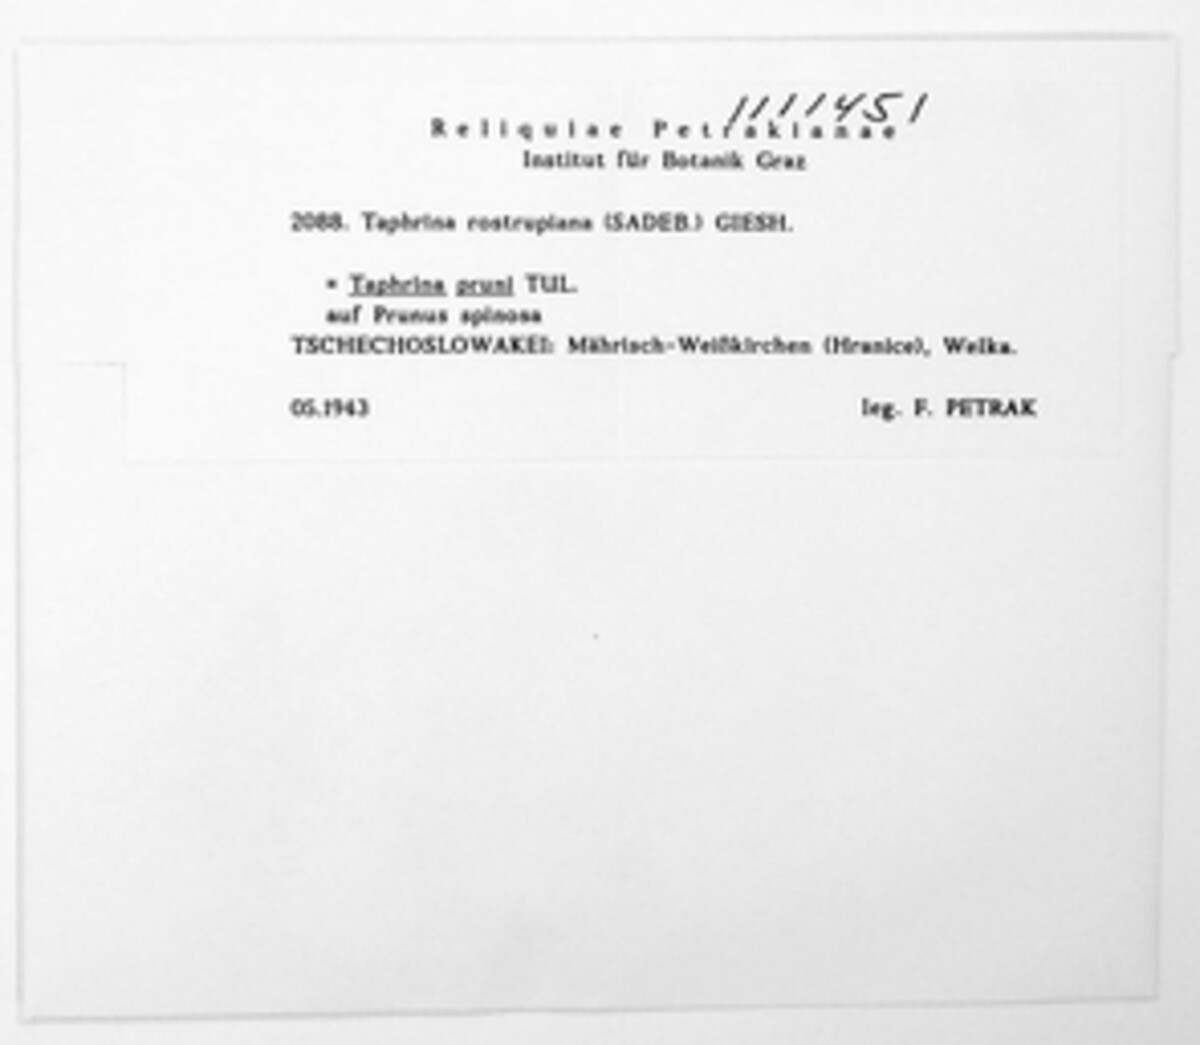 1111451
Reliquiae Petrakianae
Institut für Botanik Graz
2088. Taphrina rostrupiana (SADEB.) GIESH.
= Taphrina pruni TUL.
auf Prunus spinosa
TSCHECHOSLOWAKEI: Mährisch-Weißkirchen (Hranice), Welka.
05.1943 leg. F. PETRAK